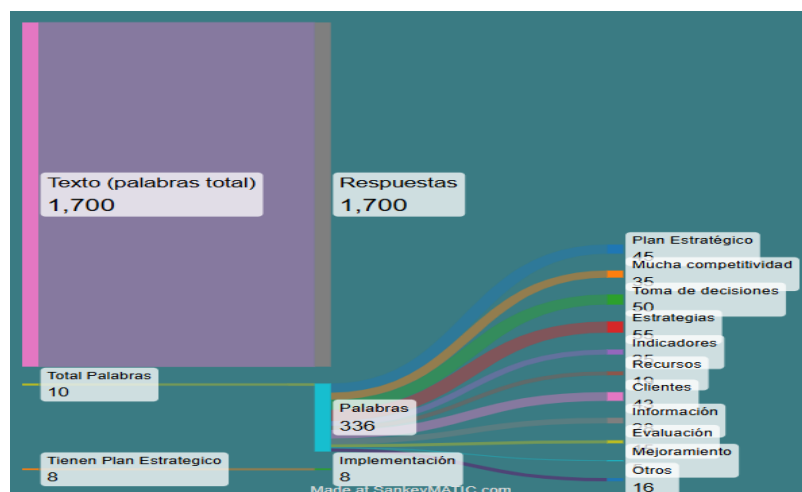 Texto (palabras total)
1,700
Respuestas
1,700
Plan Estratégico
45
Mucha competitividad
35
Toma de decisiones
50
Estrategias
55
Indicadores
Recursos
Clientes
Información
Evaluación
Mejoramiento
Otros
16
Total Palabras
10
Palabras
336
Tienen Plan Estrategico
8
Implementación
8
Made at SankeyMATIC.com